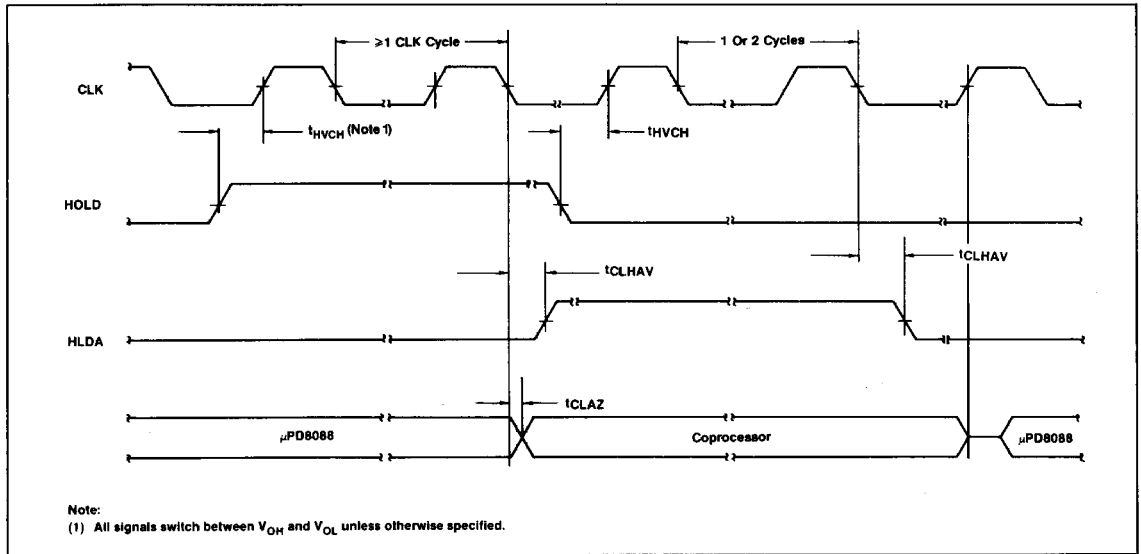 ≥1 CLK Cycle
1 Or 2 Cycles
CLK
tHVCH (Note 1)
tHVCH
HOLD
tCLHAV
tCLHAV
HLDA
tCLAZ
μPD8088
Coprocessor
μPD8088
Note:
(1) All signals switch between VOH and VOL unless otherwise specified.